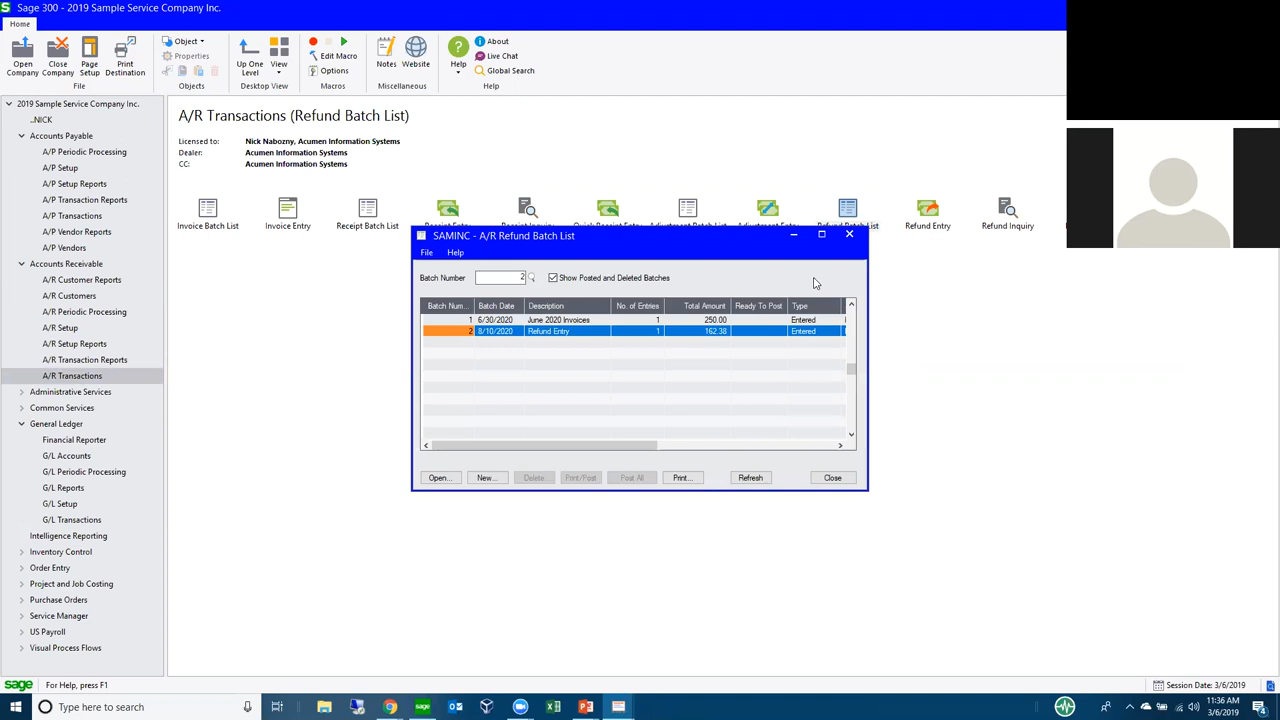 Sage 300 - 2019 Sample Service Company Inc.
Home
Open Company
Close Company
Page Setup
Print Destination
File
Object
Properties
Objects
Up One Level
View
Desktop View
Edit Macro
Options
Macros
Notes
Website
Miscellaneous
Help
About
Live Chat
Global Search
Help
2019 Sample Service Company Inc.
..NICK
Accounts Payable
A/P Periodic Processing
A/P Setup
A/P Setup Reports
A/P Transaction Reports
A/P Transactions
A/P Vendor Reports
A/P Vendors
Accounts Receivable
A/R Customer Reports
A/R Customers
A/R Periodic Processing
A/R Setup
A/R Setup Reports
A/R Transaction Reports
A/R Transactions
Administrative Services
Common Services
General Ledger
Financial Reporter
G/L Accounts
G/L Periodic Processing
G/L Reports
G/L Setup
G/L Transactions
Intelligence Reporting
Inventory Control
Order Entry
Project and Job Costing
Purchase Orders
Service Manager
US Payroll
Visual Process Flows
A/R Transactions (Refund Batch List)
Licensed to: Nick Nabozny, Acumen Information Systems
Dealer: Acumen Information Systems
CC: Acumen Information Systems
Invoice Batch List
Invoice Entry
Receipt Batch List
Refund Entry
Refund Inquiry
SAMINC - A/R Refund Batch List
File Help
Batch Number 2 Show Posted and Deleted Batches
Batch Num... Batch Date Description No. of Entries Total Amount Ready To Post Type
1 6/30/2020 June 2020 Invoices 1 250.00 Entered
2 8/10/2020 Refund Entry 1 162.38 Entered
Open... New... Delete Print/Post Post All Print... Refresh Close
sage For Help, press F1
Session Date: 3/6/2019
Type here to search
sage
11:36 AM
3/6/2019
4